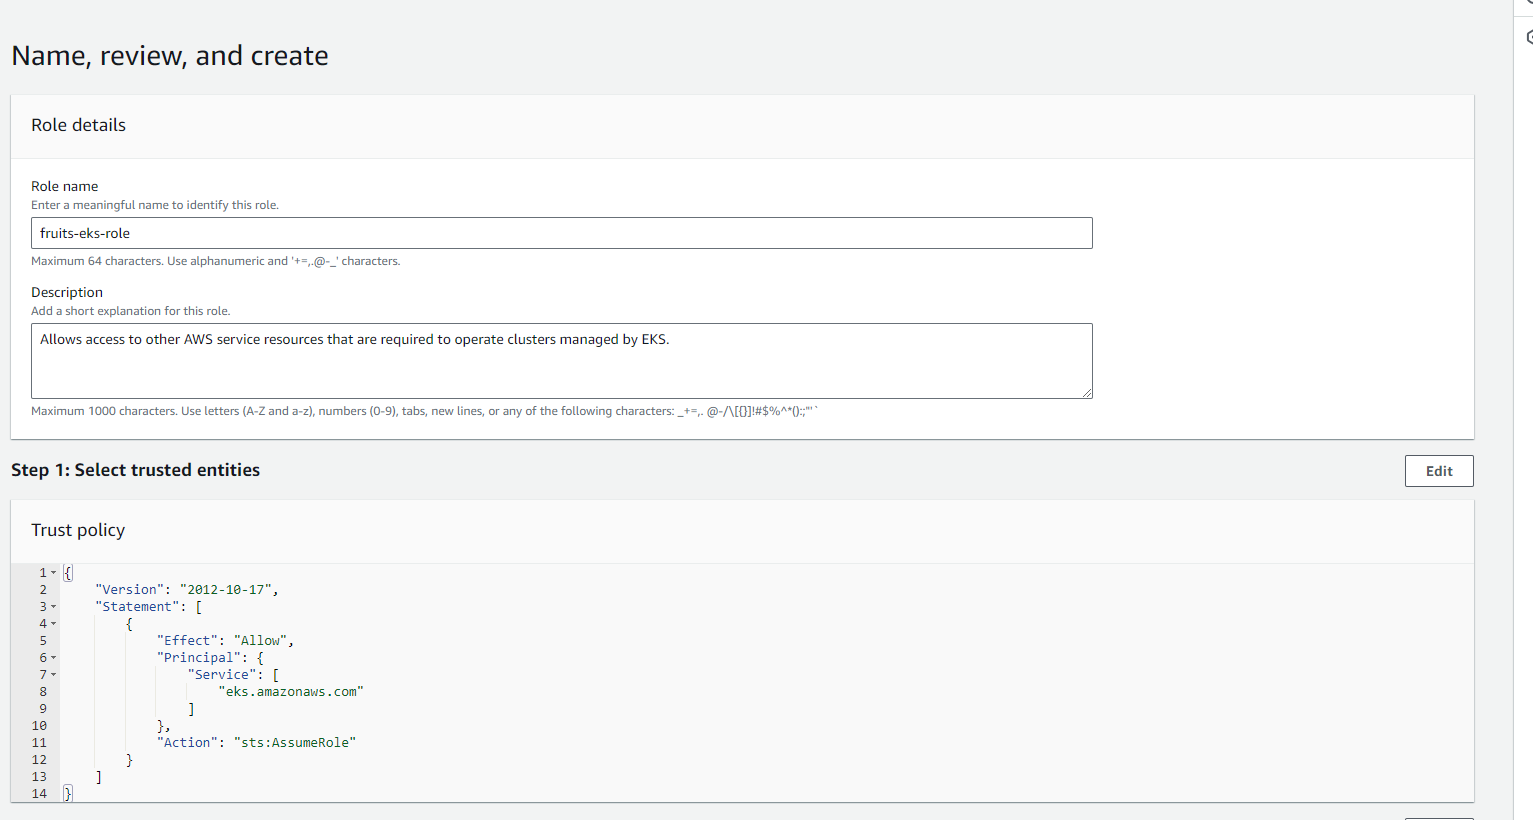 Name, review, and create
Role details
Role name
Enter a meaningful name to identify this role.
fruits-eks-role
Maximum 64 characters. Use alphanumeric and '+=,.@-_' characters.
Description
Add a short explanation for this role.
Allows access to other AWS service resources that are required to operate clusters managed by EKS.
Maximum 1000 characters. Use letters (A-Z and a-z), numbers (0-9), tabs, new lines, or any of the following characters: _+=,. @-/\[{}]!#$%^*();:"'`
Step 1: Select trusted entities
Edit
Trust policy
1 {
2 "Version": "2012-10-17",
3 "Statement": [
4 {
5 "Effect": "Allow",
6 "Principal": {
7 "Service": [
8 "eks.amazonaws.com"
9 ]
10 },
11 "Action": "sts:AssumeRole"
12 }
13 ]
14 }